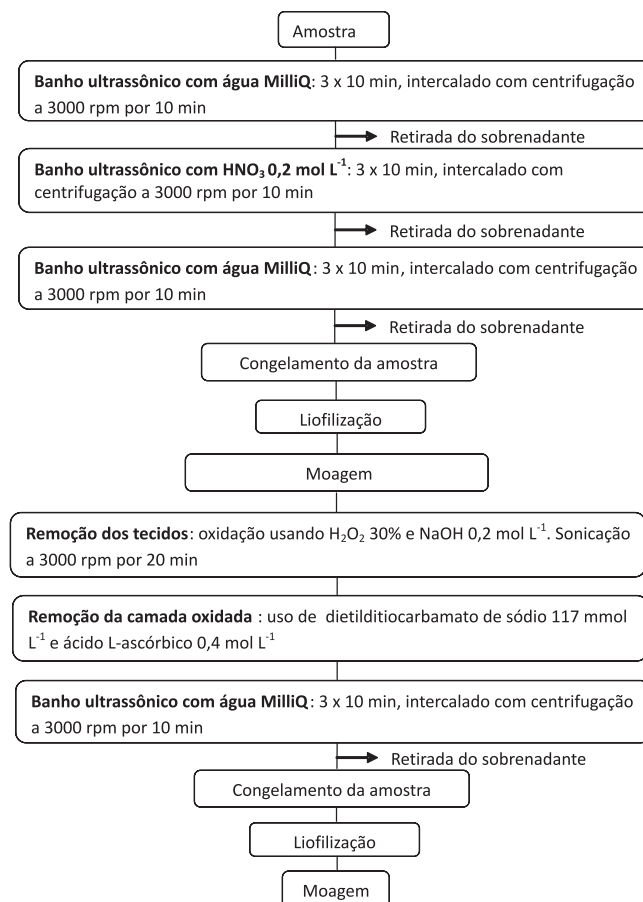 Amostra
Banho ultrassônico com água MilliQ: 3 x 10 min, intercalado com centrifugação
a 3000 rpm por 10 min
Retirada do sobrenadante
Banho ultrassônico com HNO₃ 0,2 mol L⁻¹: 3 x 10 min, intercalado com
centrifugação a 3000 rpm por 10 min
Retirada do sobrenadante
Banho ultrassônico com água MilliQ: 3 x 10 min, intercalado com centrifugação
a 3000 rpm por 10 min
Retirada do sobrenadante
Congelamento da amostra
Liofilização
Moagem
Remoção dos tecidos: oxidação usando H₂O₂ 30% e NaOH 0,2 mol L⁻¹. Sonicação
a 3000 rpm por 20 min
Remoção da camada oxidada : uso de dietilditiocarbamato de sódio 117 mmol
L⁻¹ e ácido L-ascórbico 0,4 mol L⁻¹
Banho ultrassônico com água MilliQ: 3 x 10 min, intercalado com centrifugação
a 3000 rpm por 10 min
Retirada do sobrenadante
Congelamento da amostra
Liofilização
Moagem